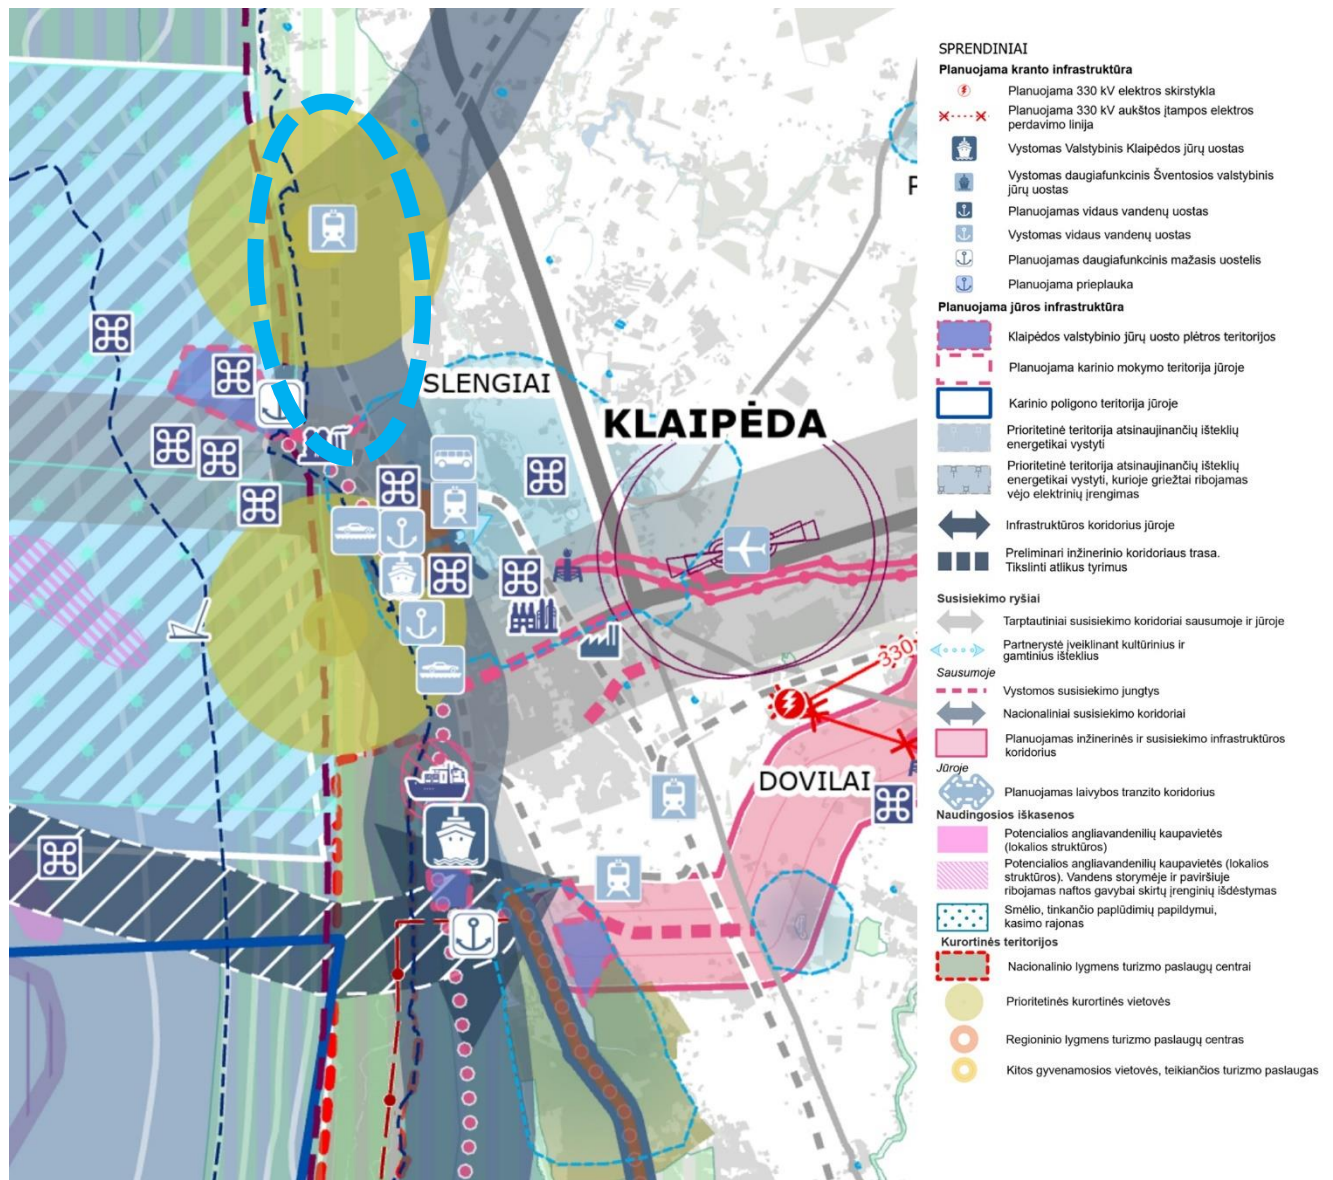 SLENGIAI
KLAIPĖDA
330
DOVILAI
P
SPRENDINIAI
Planuojama kranto infrastruktūra
Planuojama 330 kV elektros skirstykla
Planuojama 330 kV aukštos įtampos elektros
perdavimo linija
Vystomas Valstybinis Klaipėdos jūrų uostas
Vystomas daugiafunkcinis Šventosios valstybinis
jūrų uostas
Planuojamas vidaus vandenų uostas
Vystomas vidaus vandenų uostas
Planuojamas daugiafunkcinis mažasis uostelis
Planuojama prieplauka
Planuojama jūros infrastruktūra
Klaipėdos valstybinio jūrų uosto plėtros teritorijos
Planuojama karinio mokymo teritorija jūroje
Karinio poligono teritorija jūroje
Prioritetinė teritorija atsinaujinančių išteklių
energetikai vystyti
Prioritetinė teritorija atsinaujinančių išteklių
energetikai vystyti, kurioje griežtai ribojamas
vėjo elektrinių įrengimas
Infrastruktūros koridorius jūroje
Preliminari inžinerinio koridoriaus trasa.
Tikslinti atlikus tyrimus
Susisiekimo ryšiai
Tarptautiniai susisiekimo koridoriai sausumoje ir jūroje
Partnerystė įveiklinant kultūrinius ir
gamtinius išteklius
Sausumoje
Vystomos susisiekimo jungtys
Nacionaliniai susisiekimo koridoriai
Planuojamas inžinerinės ir susisiekimo infrastruktūros
koridorius
Jūroje
Planuojamas laivybos tranzito koridorius
Naudingosios iškasenos
Potencialios angliavandenilių kaupavietės
(lokalios struktūros)
Potencialios angliavandenilių kaupavietės (lokalios
struktūros). Vandens storymėje ir paviršiuje
ribojamas naftos gavybai skirtų įrenginių išdėstymas
Smėlio, tinkančio paplūdimių papildymui,
kasimo rajonas
Kurortinės teritorijos
Nacionalinio lygmens turizmo paslaugų centrai
Prioritetinės kurortinės vietovės
Regioninio lygmens turizmo paslaugų centras
Kitos gyvenamosios vietovės, teikiančios turizmo paslaugas